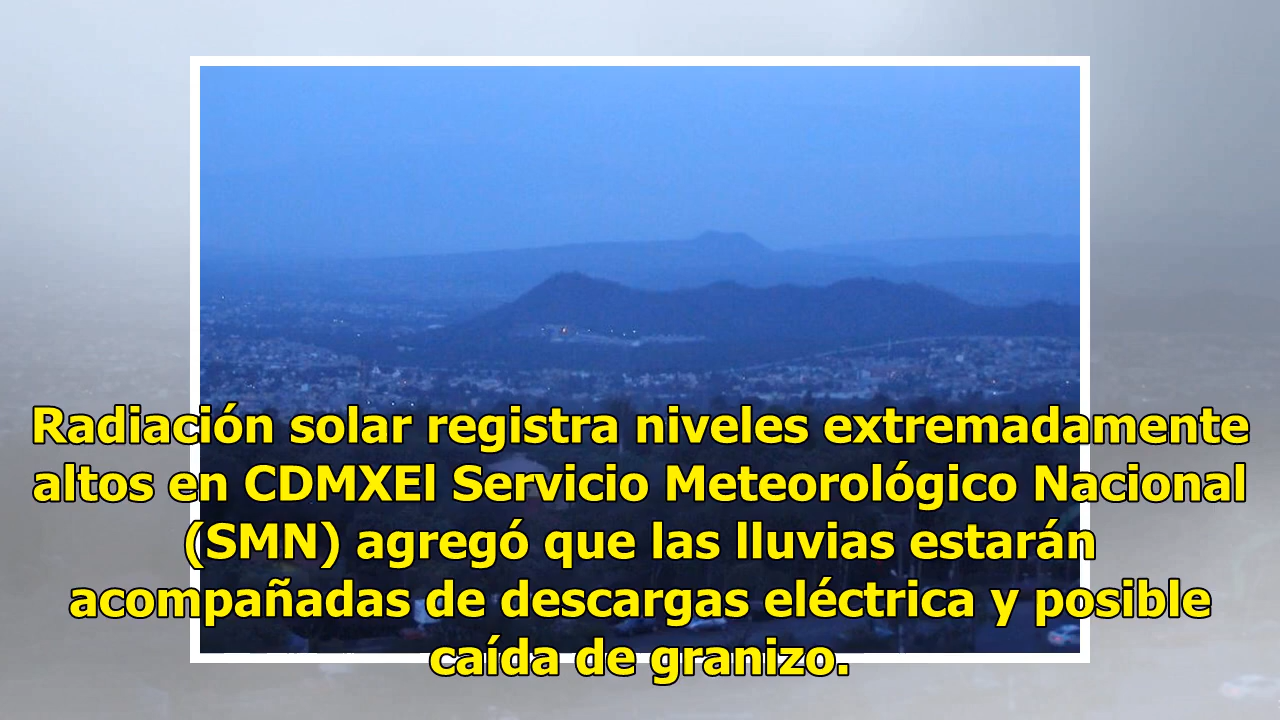 Radiación solar registra niveles extremadamente
altos en CDMXEl Servicio Meteorológico Nacional
(SMN) agregó que las lluvias estarán
acompañadas de descargas eléctrica y posible
caída de granizo.